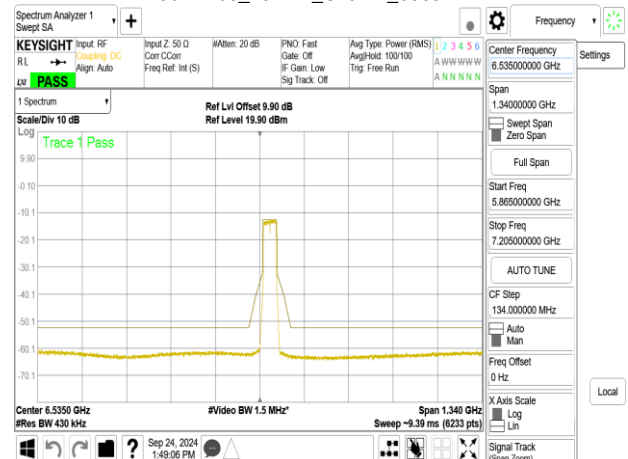 Spectrum Analyzer 1
Swept SA
Frequency
KEYSIGHT
RL
LXI PASS
Input: RF
Coupling: DC
Align: Auto
Input Z: 50 Ω
Corr CCorr
Freq Ref: Int (S)
#Atten: 20 dB
PNO: Fast
Gate: Off
IF Gain: Low
Sig Track: Off
Avg Type: Power (RMS)
Avg|Hold: 100/100
Trig: Free Run
1 2 3 4 5 6
A W W W W W
A N N N N N
1 Spectrum
Scale/Div 10 dB
Ref Lvl Offset 9.90 dB
Ref Level 19.90 dBm
Log
Trace 1 Pass
9.90
-0.10
-10.1
-20.1
-30.1
-40.1
-50.1
-60.1
-70.1
Center 6.5350 GHz
#Res BW 430 kHz
#Video BW 1.5 MHz*
Span 1.340 GHz
Sweep ~9.39 ms (6233 pts)
Sep 24, 2024
1:49:06 PM
Center Frequency
6.535000000 GHz
Settings
Span
1.34000000 GHz
Swept Span
Zero Span
Full Span
Start Freq
5.865000000 GHz
Stop Freq
7.205000000 GHz
AUTO TUNE
CF Step
134.000000 MHz
Auto
Man
Freq Offset
0 Hz
X Axis Scale
Log
Lin
Local
Signal Track
(Span Zoom)